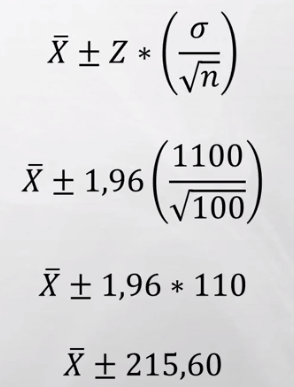 X̄ ± Z * (σ / √n)
X̄ ± 1,96 (1100 / √100)
X̄ ± 1,96 * 110
X̄ ± 215,60